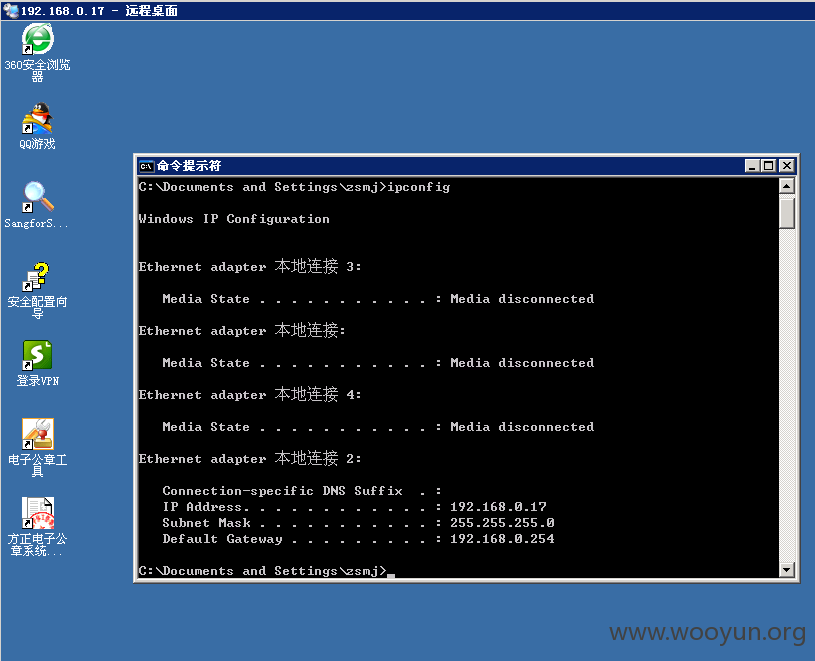 192.168.0.17 - 远程桌面
360安全浏览
器
QQ游戏
SangforS...
安全配置向
导
登录VPN
电子公章工
具
方正电子公
章系统...
命令提示符
C:\Documents and Settings\zsmj>ipconfig
Windows IP Configuration
Ethernet adapter 本地连接 3:
Media State . . . . . . . . . . . : Media disconnected
Ethernet adapter 本地连接:
Media State . . . . . . . . . . . : Media disconnected
Ethernet adapter 本地连接 4:
Media State . . . . . . . . . . . : Media disconnected
Ethernet adapter 本地连接 2:
Connection-specific DNS Suffix  . :
IP Address. . . . . . . . . . . . : 192.168.0.17
Subnet Mask . . . . . . . . . . . : 255.255.255.0
Default Gateway . . . . . . . . . : 192.168.0.254
C:\Documents and Settings\zsmj>
www.wooyun.org